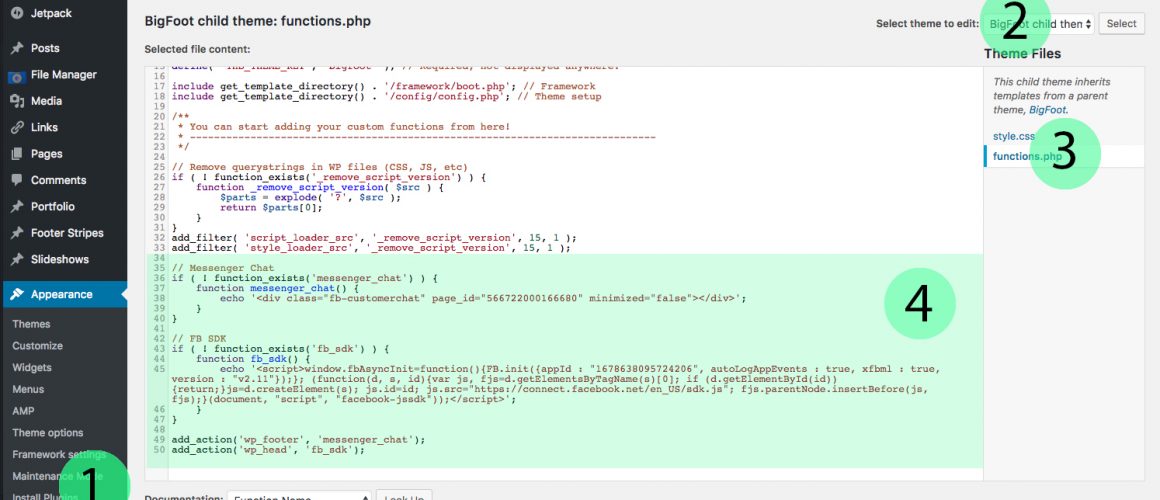 Jetpack
Posts
File Manager
Media
Links
Pages
Comments
Portfolio
Footer Stripes
Slideshows
Appearance
Themes
Customize
Widgets
Menus
AMP
Theme options
Framework settings
Maintenance Mode
Install Plugins
1
BigFoot child theme: functions.php
Select theme to edit:
BigFoot child them
Select
2
Selected file content:
Theme Files
15 define( 'THB_THEME_KEY', 'bigfoot' ); // Required, not displayed anywhere.
16
17 include get_template_directory() . '/framework/boot.php'; // Framework
18 include get_template_directory() . '/config/config.php'; // Theme setup
19
20 /**
21 * You can start adding your custom functions from here!
22 * -----------------------------------------------------------------------------
23 */
24
25 // Remove querystrings in WP files (CSS, JS, etc)
26 if ( ! function_exists('_remove_script_version') ) {
27 function _remove_script_version( $src ) {
28 $parts = explode( '?', $src );
29 return $parts[0];
30 }
31 }
32 add_filter( 'script_loader_src', '_remove_script_version', 15, 1 );
33 add_filter( 'style_loader_src', '_remove_script_version', 15, 1 );
34
35 // Messenger Chat
36 if ( ! function_exists('messenger_chat') ) {
37 function messenger_chat() {
38 echo '<div class="fb-customerchat" page_id="566722000166680" minimized="false"></div>';
39 }
40 }
41
42 // FB SDK
43 if ( ! function_exists('fb_sdk') ) {
44 function fb_sdk() {
45 echo '<script>window.fbAsyncInit=function(){FB.init({appId : "1678638095724206", autoLogAppEvents : true, xfbml : true,
version : "v2.11"});}; (function(d, s, id){var js, fjs=d.getElementsByTagName(s)[0]; if (d.getElementById(id))
{return;}js=d.createElement(s); js.id=id; js.src="https://connect.facebook.net/en_US/sdk.js"; fjs.parentNode.insertBefore(js,
fjs);}(document, "script", "facebook-jssdk"));</script>';
46 }
47 }
48
49 add_action('wp_footer', 'messenger_chat');
50 add_action('wp_head', 'fb_sdk');
4
This child theme inherits
templates from a parent
theme, BigFoot.
style.css
functions.php
3
Documentation:
Function Name
Look Up